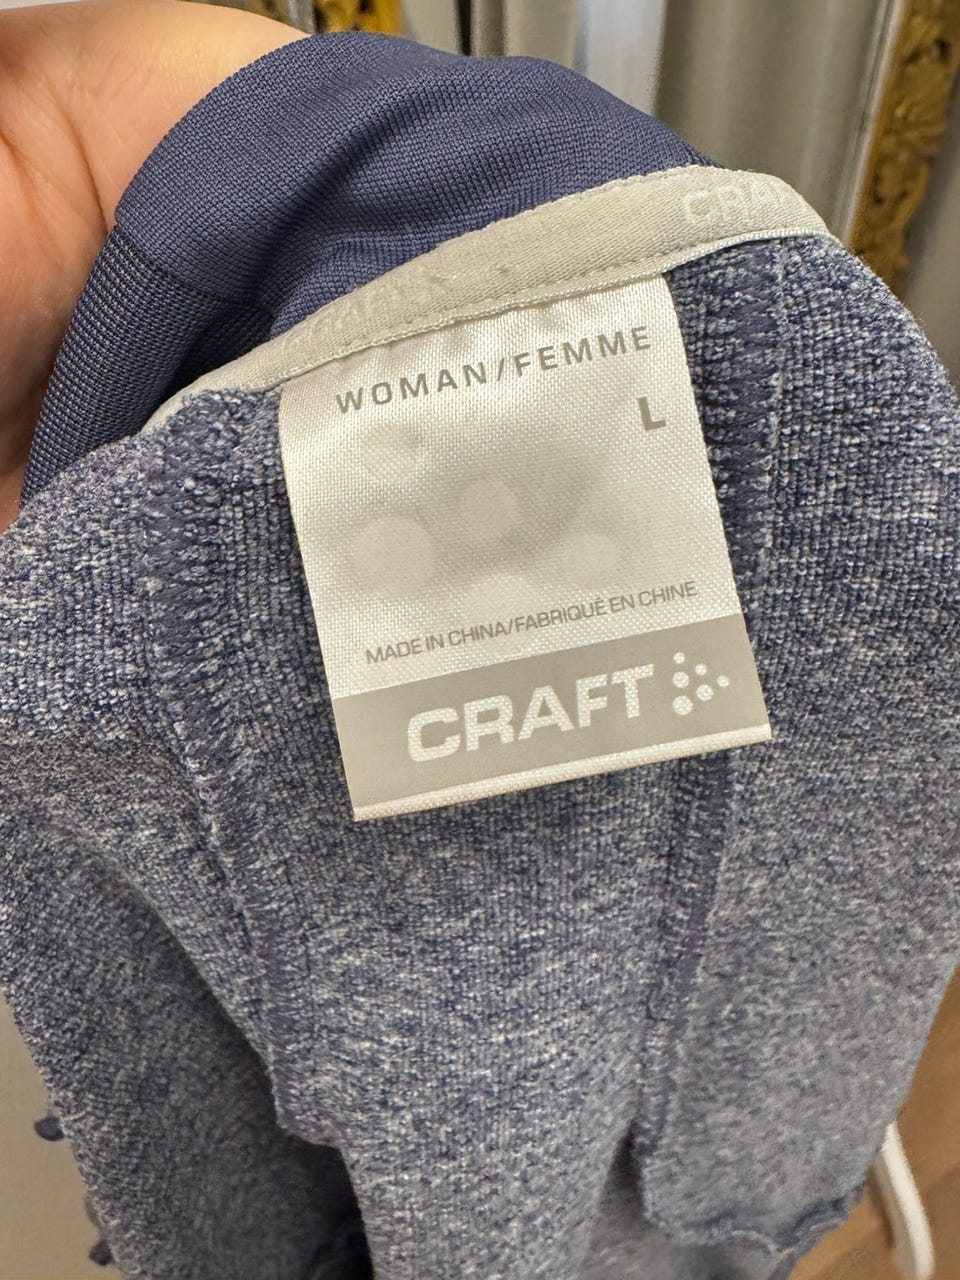 CRAFT
WOMAN/FEMME
L
MADE IN CHINA/FABRIQUÉ EN CHINE
CRAFT